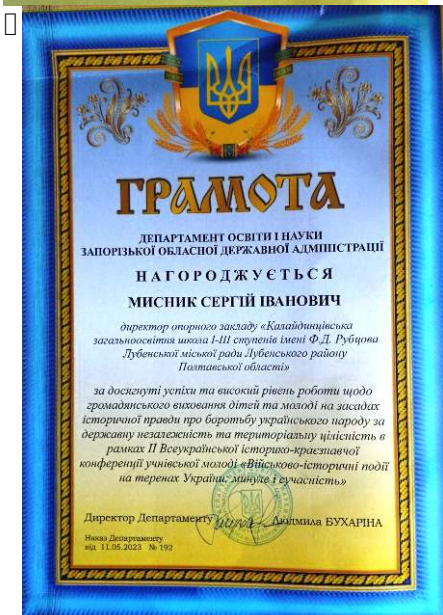 ГРАМОТА
ДЕПАРТАМЕНТ ОСВІТИ І НАУКИ
ЗАПОРІЗЬКОЇ ОБЛАСНОЇ ДЕРЖАВНОЇ АДМІНІСТРАЦІЇ
НАГОРОДЖУЄТЬСЯ
МИСНИК СЕРГІЙ ІВАНОВИЧ
директор опорного закладу «Калайдинцівська
загальноосвітня школа І-ІІІ ступенів імені Ф.Д. Рубцова
Лубенської міської ради Лубенського району
Полтавської області»
за досягнуті успіхи та високий рівень роботи щодо
громадянського виховання дітей та молоді на засадах
історичної правди про боротьбу українського народу за
державну незалежність та територіальну цілісність в
рамках ІІ Всеукраїнської історико-краєзнавчої
конференції учнівської молоді «Військово-історичні події
на теренах України: минуле і сучасність»
Директор Департаменту Людмила БУХАРІНА
Наказ Департаменту
від 11.05.2023 № 192